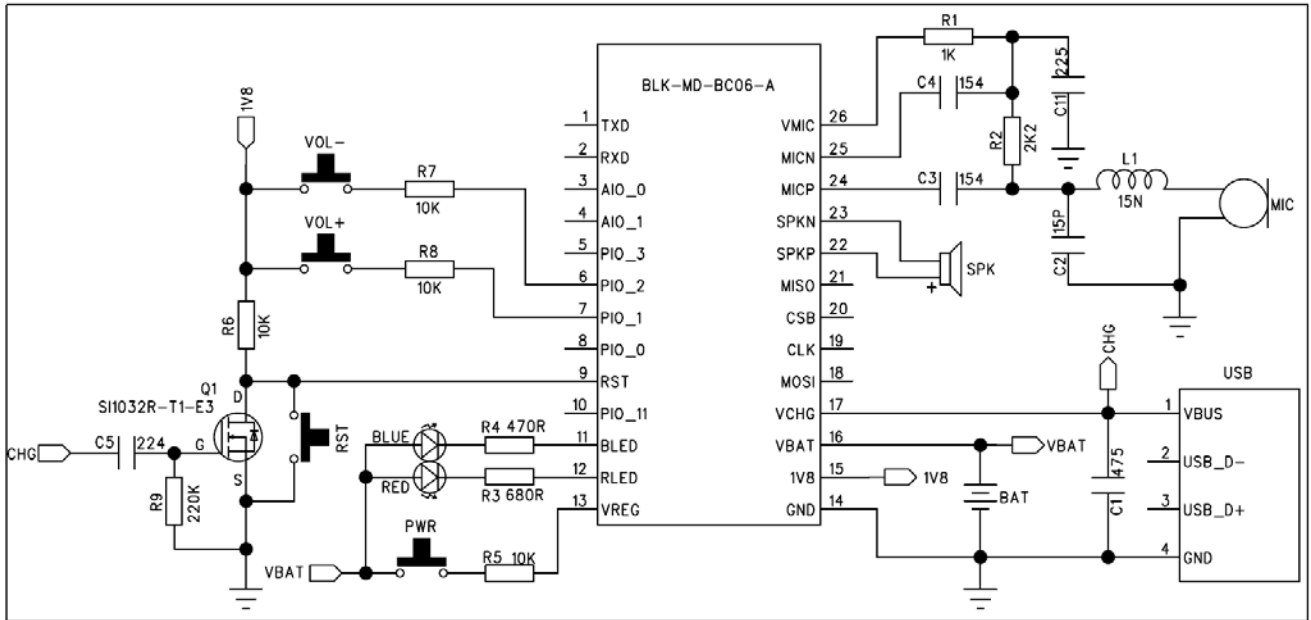 R1
1K
225
C11
BLK-MD-BC06-A
C4 154
1V8
1 TXD
VMIC 26
VOL-
R2
2K2
2 RXD
MICN 25
R7
10K
L1
15N
3 AIO_0
MICP 24
C3 154
MIC
VOL+
4 AIO_1
SPKN 23
15P
C2
R8
10K
5 PIO_3
SPKP 22
SPK
+
6 PIO_2
MISO 21
R6
10K
7 PIO_1
CSB 20
8 PIO_0
CLK 19
CHG
USB
Q1
D
9 RST
MOSI 18
SI1032R-T1-E3
10 PIO_11
VCHG 17
1 VBUS
CHG
C5 224
G
RST
BLUE
R4 470R
11 BLED
VBAT 16
VBAT
475
C1
2 USB_D-
S
RED
R3 680R
12 RLED
1V8 15
1V8
BAT
R9
220K
13 VREG
GND 14
3 USB_D+
PWR
4 GND
VBAT
R5 10K